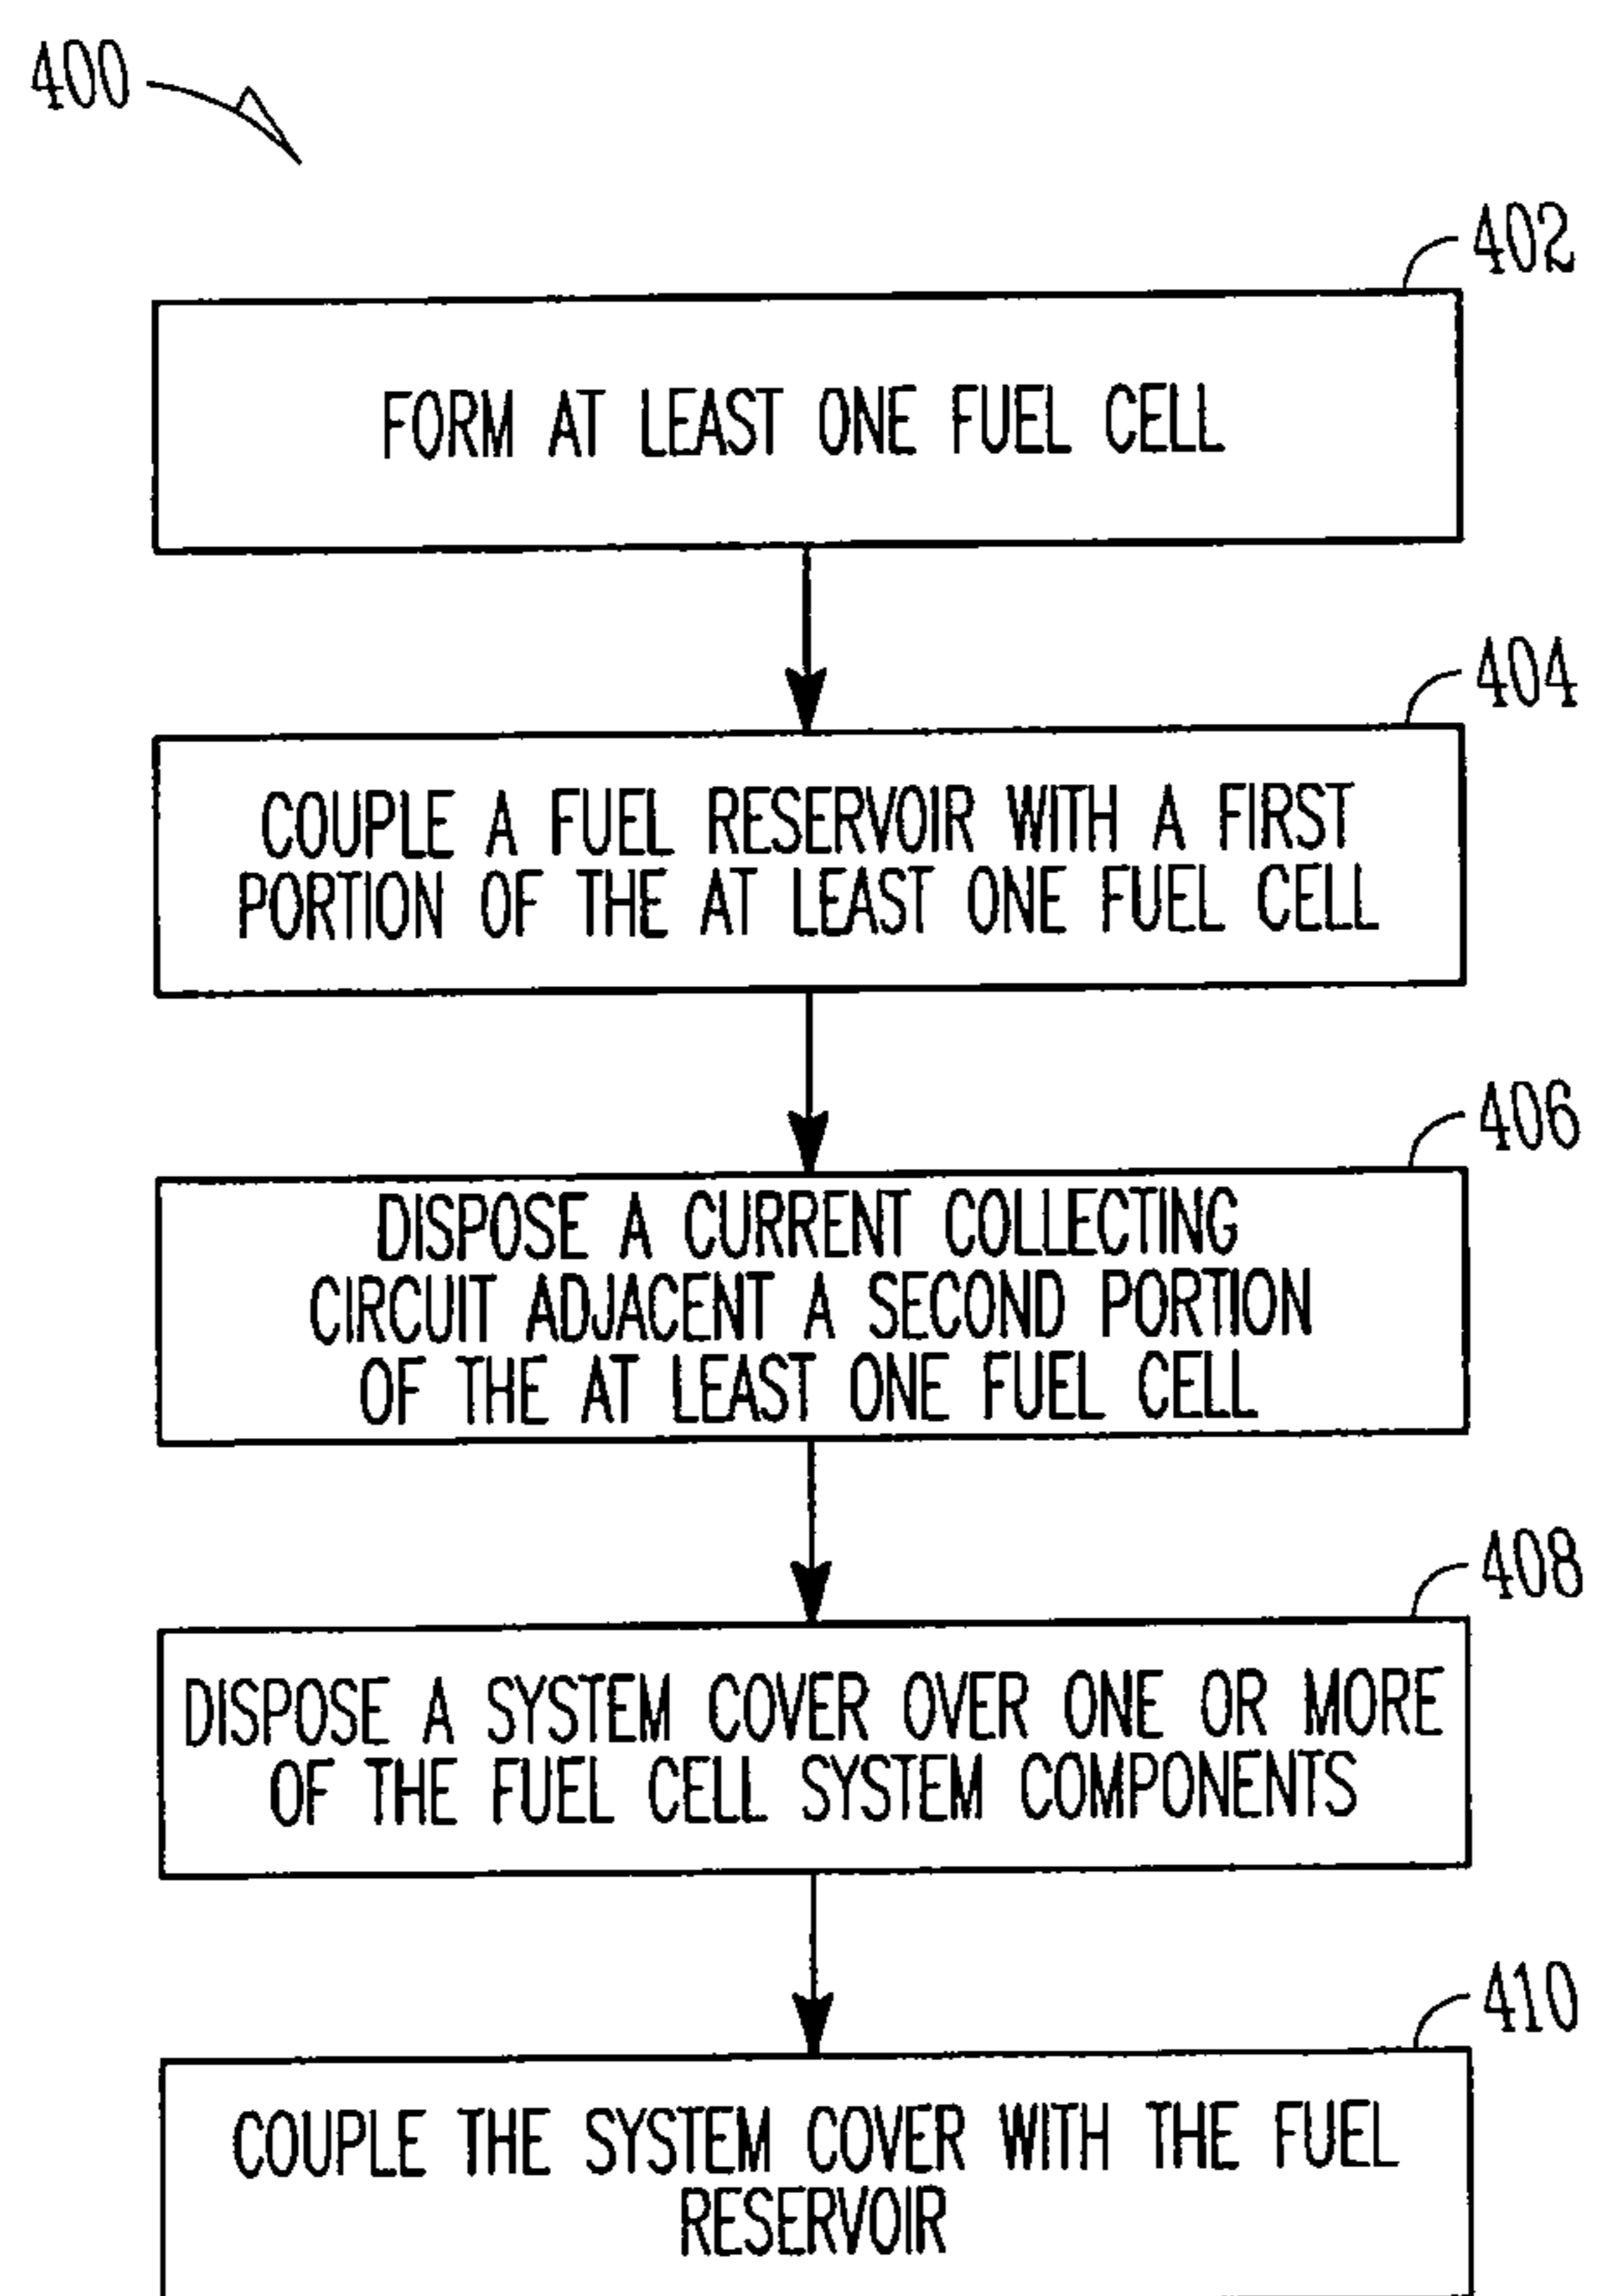 400
402
FORM AT LEAST ONE FUEL CELL
404
COUPLE A FUEL RESERVOIR WITH A FIRST
PORTION OF THE AT LEAST ONE FUEL CELL
406
DISPOSE A CURRENT COLLECTING
CIRCUIT ADJACENT A SECOND PORTION
OF THE AT LEAST ONE FUEL CELL
408
DISPOSE A SYSTEM COVER OVER ONE OR MORE
OF THE FUEL CELL SYSTEM COMPONENTS
410
COUPLE THE SYSTEM COVER WITH THE FUEL
RESERVOIR